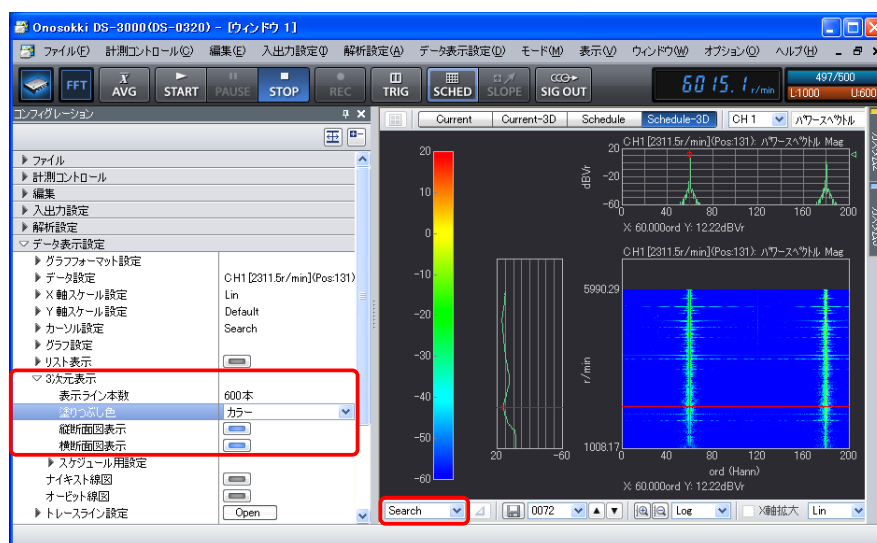 Onosokki DS-3000(DS-0320) - [ウィンドウ 1]
ファイル(F) 計測コントロール(C) 編集(E) 入出力設定(I) 解析設定(A) データ表示設定(D) モード(M) 表示(V) ウィンドウ(W) オプション(O) ヘルプ(H)
FFT AVG START PAUSE STOP REC TRIG SCHED SLOPE SIG OUT 6015.1 r/min 497/500
L:1000 U:600
コンフィグレーション
Current Current-3D Schedule Schedule-3D CH 1 パワースペクトル
ファイル
計測コントロール
編集
入出力設定
解析設定
データ表示設定
グラフフォーマット設定
データ設定 CH1 [2311.5r/min](Pos:131)
X 軸スケール設定 Lin
Y 軸スケール設定 Default
カーソル設定 Search
グラフ設定
リスト表示
3次元表示
表示ライン本数 600本
塗りつぶし色 カラー
縦断面図表示
横断面図表示
スケジュール用設定
ナイキスト線図
オービット線図
トレースライン設定 Open
20
10
0
-10
-20
-30
-40
-50
-60
CH1 [2311.5r/min](Pos:131): パワースペクトル Mag
20
-20
-60
dBVr
0 40 80 120 160 200
X: 60.000ord Y: 12.22dBVr
CH1 [2311.5r/min](Pos:131): パワースペクトル Mag
5990.29
r/min
1008.17
20 -60
0 40 80 120 160 200
ord (Hann)
X: 60.000ord Y: 12.22dBVr
Search 0072 Log X軸拡大 Lin